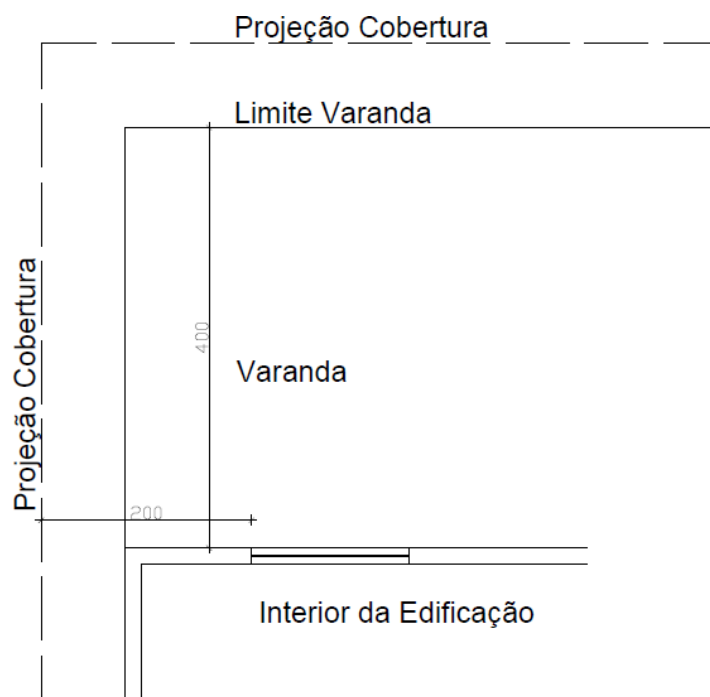 Projeção Cobertura
Limite Varanda
Projeção Cobertura
400
Varanda
200
Interior da Edificação